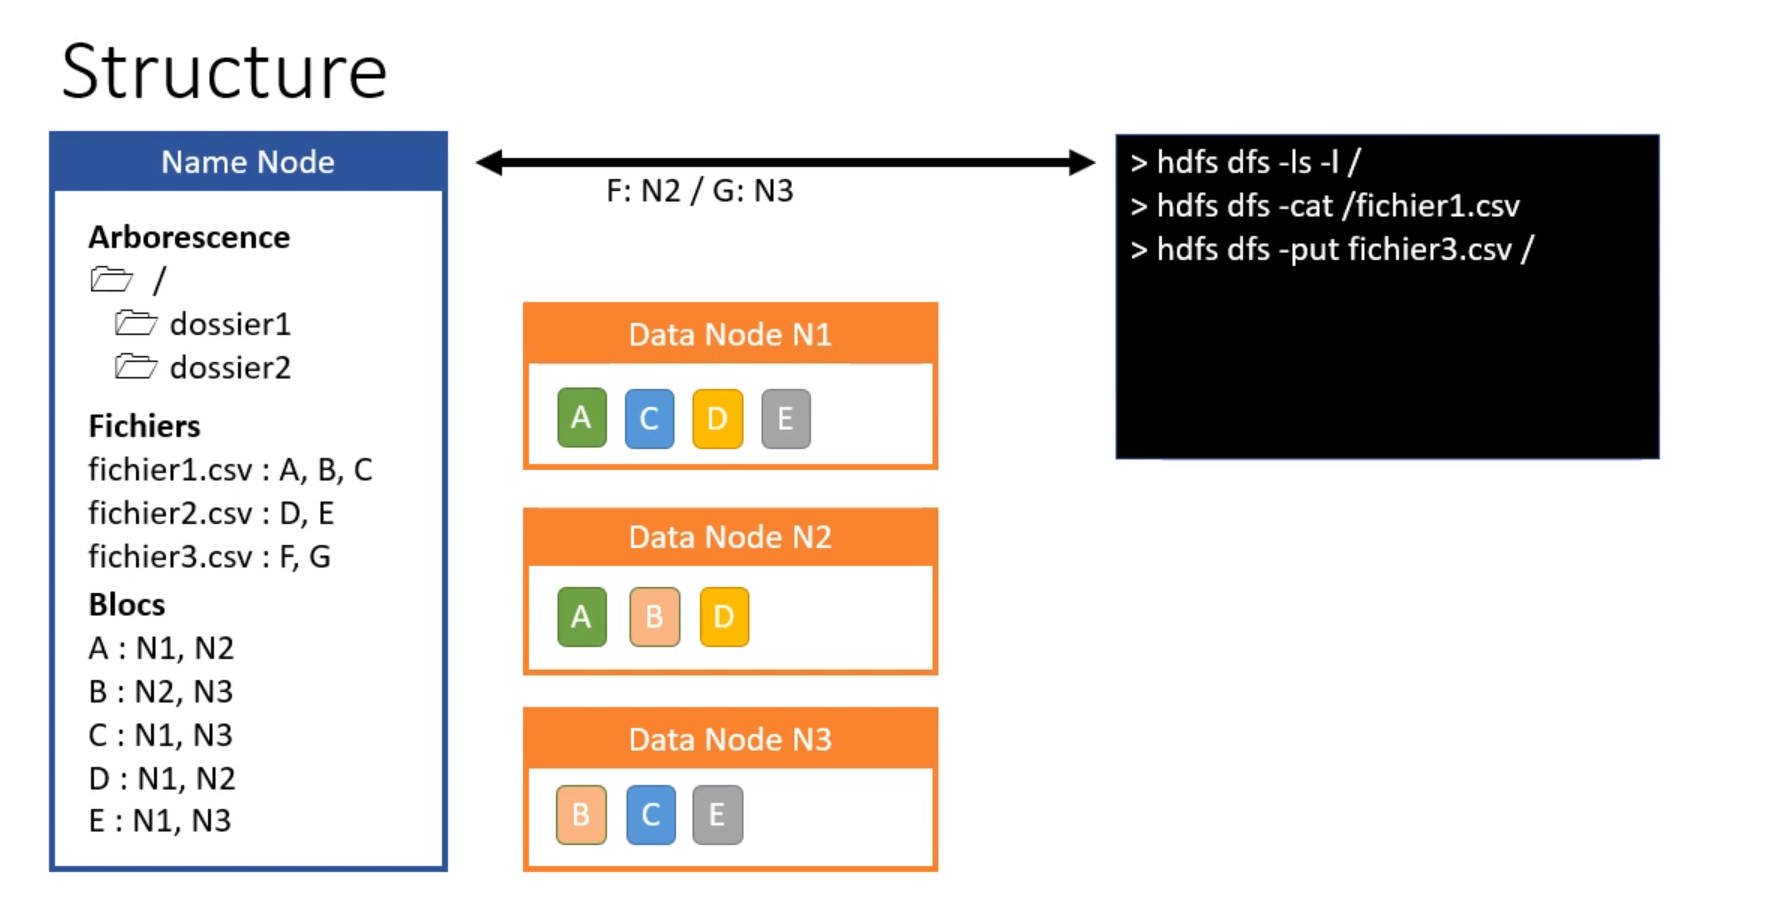 Structure
Name Node
Arborescence
/
dossier1
dossier2
Fichiers
fichier1.csv : A, B, C
fichier2.csv : D, E
fichier3.csv : F, G
Blocs
A : N1, N2
B : N2, N3
C : N1, N3
D : N1, N2
E : N1, N3
F: N2 / G: N3
Data Node N1
A C D E
Data Node N2
A B D
Data Node N3
B C E
> hdfs dfs -ls -l /
> hdfs dfs -cat /fichier1.csv
> hdfs dfs -put fichier3.csv /